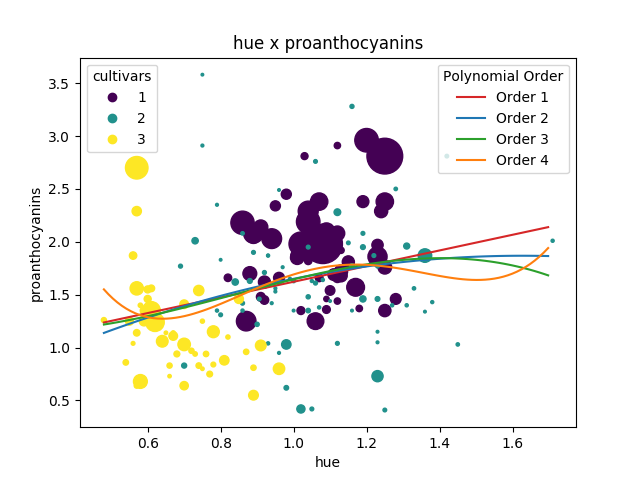 hue x proanthocyanins
cultivars
1
2
3
Polynomial Order
Order 1
Order 2
Order 3
Order 4
proanthocyanins
3.5
3.0
2.5
2.0
1.5
1.0
0.5
0.6 0.8 1.0 1.2 1.4 1.6
hue